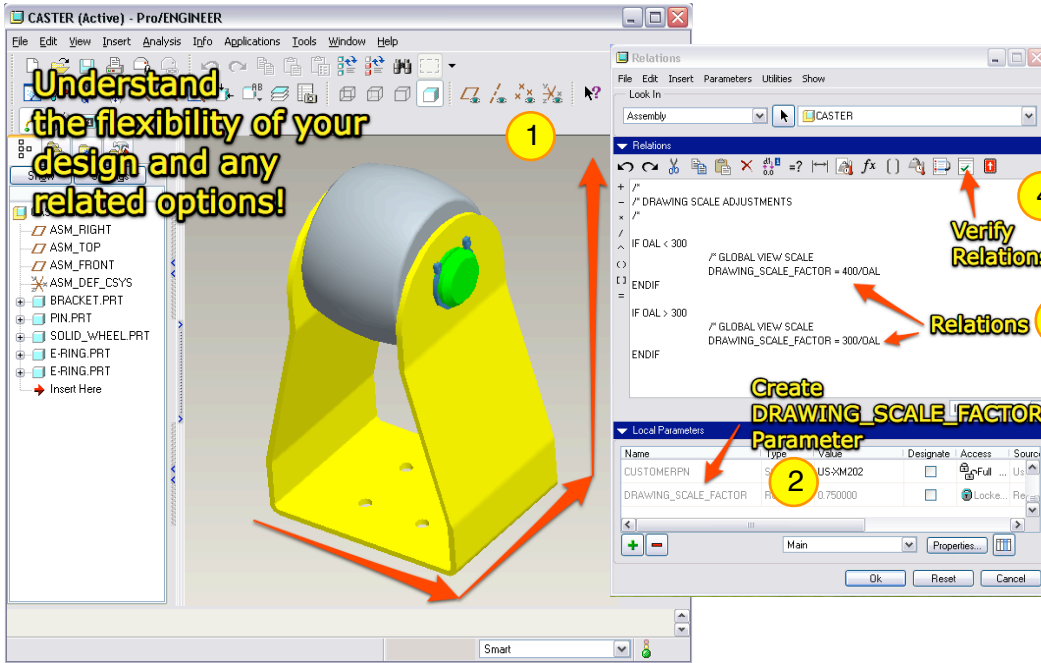 CASTER (Active) - Pro/ENGINEER
File Edit View Insert Analysis Info Applications Tools Window Help
Understand
the flexibility of your
design and any
related options!
1
ASM_RIGHT
ASM_TOP
ASM_FRONT
ASM_DEF_CSYS
BRACKET.PRT
PIN.PRT
SOLID_WHEEL.PRT
E-RING.PRT
E-RING.PRT
Insert Here
Smart
Relations
File Edit Insert Parameters Utilities Show
Look In
Assembly CASTER
Relations
/*
/* DRAWING SCALE ADJUSTMENTS
/*
IF OAL < 300
/* GLOBAL VIEW SCALE
DRAWING_SCALE_FACTOR = 400/OAL
ENDIF
IF OAL > 300
/* GLOBAL VIEW SCALE
DRAWING_SCALE_FACTOR = 300/OAL
ENDIF
4
Verify
Relations
Relations
Create
DRAWING_SCALE_FACTOR
Parameter
Local Parameters
Name Type Value Designate Access Source
CUSTOMERPN US-XM202 Full ...
DRAWING_SCALE_FACTOR 0.750000 Locke...
2
Main Properties...
Ok Reset Cancel